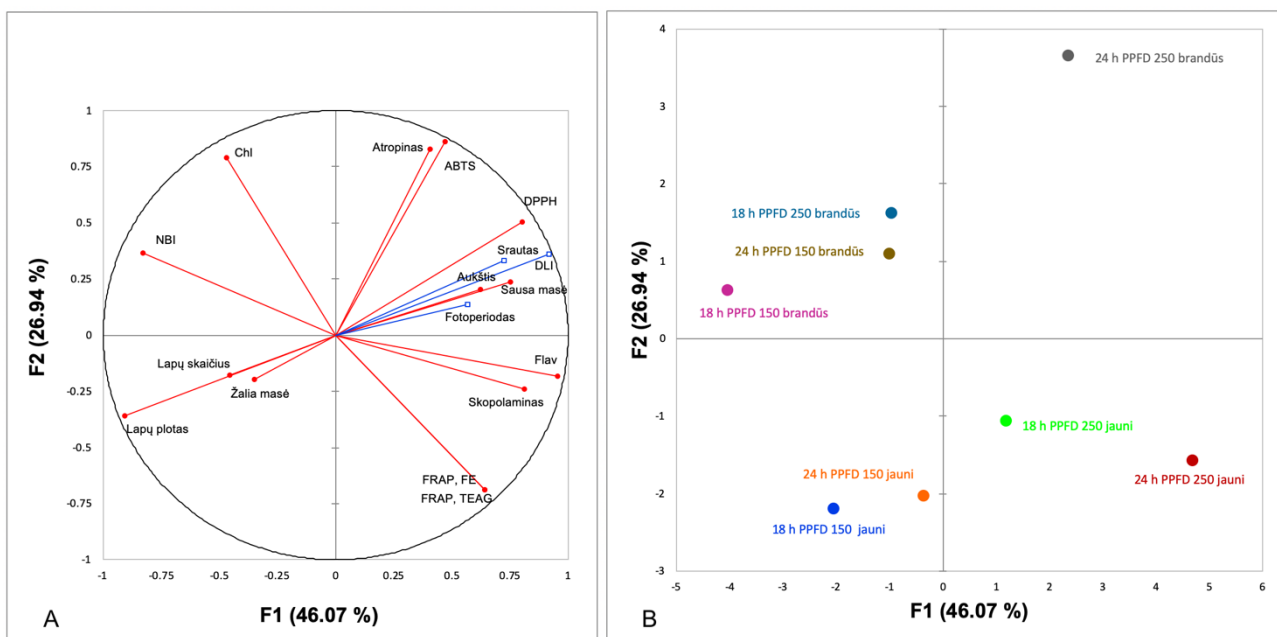 1
0.75
0.5
0.25
0
-0.25
-0.5
-0.75
-1
-1
-0.75
-0.5
-0.25
0
0.25
0.5
0.75
1
F2 (26.94 %)
F1 (46.07 %)
Chl
NBI
Atropinas
ABTS
DPPH
Srautas
DLI
Aukštis
Sausa masė
Fotoperiodas
Lapų skaičius
Žalia masė
Lapų plotas
Flav
Skopolaminas
FRAP, FE
FRAP, TEAG
A
4
3
2
1
0
-1
-2
-3
-5
-4
-3
-2
-1
0
1
2
3
4
5
6
F2 (26.94 %)
F1 (46.07 %)
24 h PPFD 250 brandūs
18 h PPFD 250 brandūs
24 h PPFD 150 brandūs
18 h PPFD 150 brandūs
18 h PPFD 250 jauni
24 h PPFD 250 jauni
24 h PPFD 150 jauni
18 h PPFD 150 jauni
B